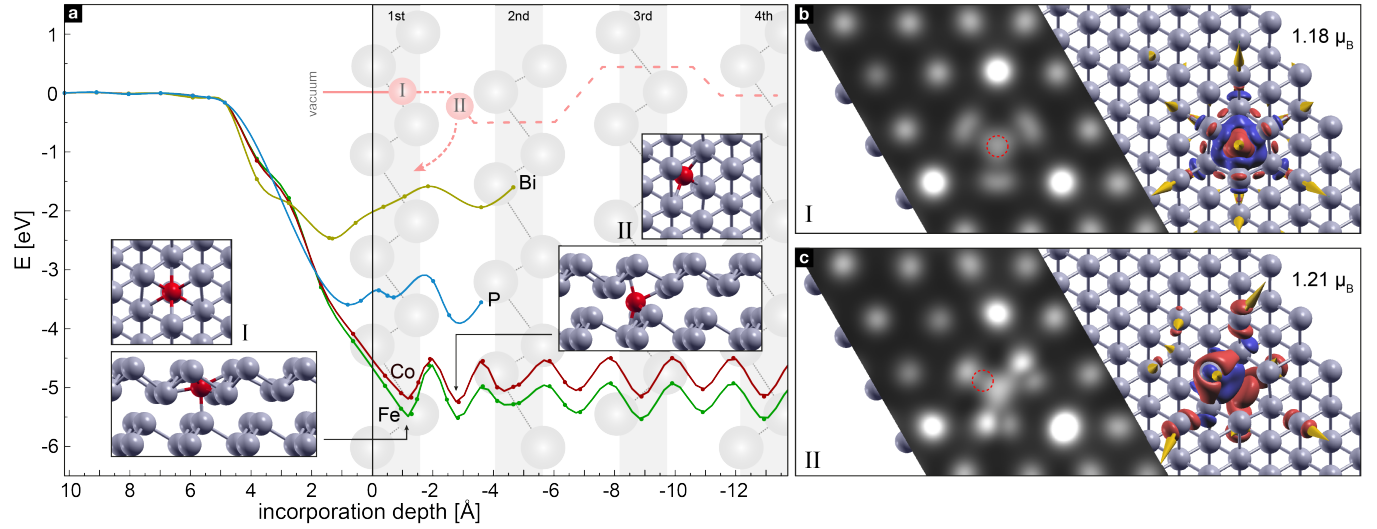 a
1st
2nd
3rd
4th
1
0
-1
-2
-3
-4
-5
-6
E [eV]
vacuum
I
II
Bi
P
Co
Fe
I
II
10
8
6
4
2
0
-2
-4
-6
-8
-10
-12
incorporation depth [Å]
b
1.18 μB
I
c
1.21 μB
II